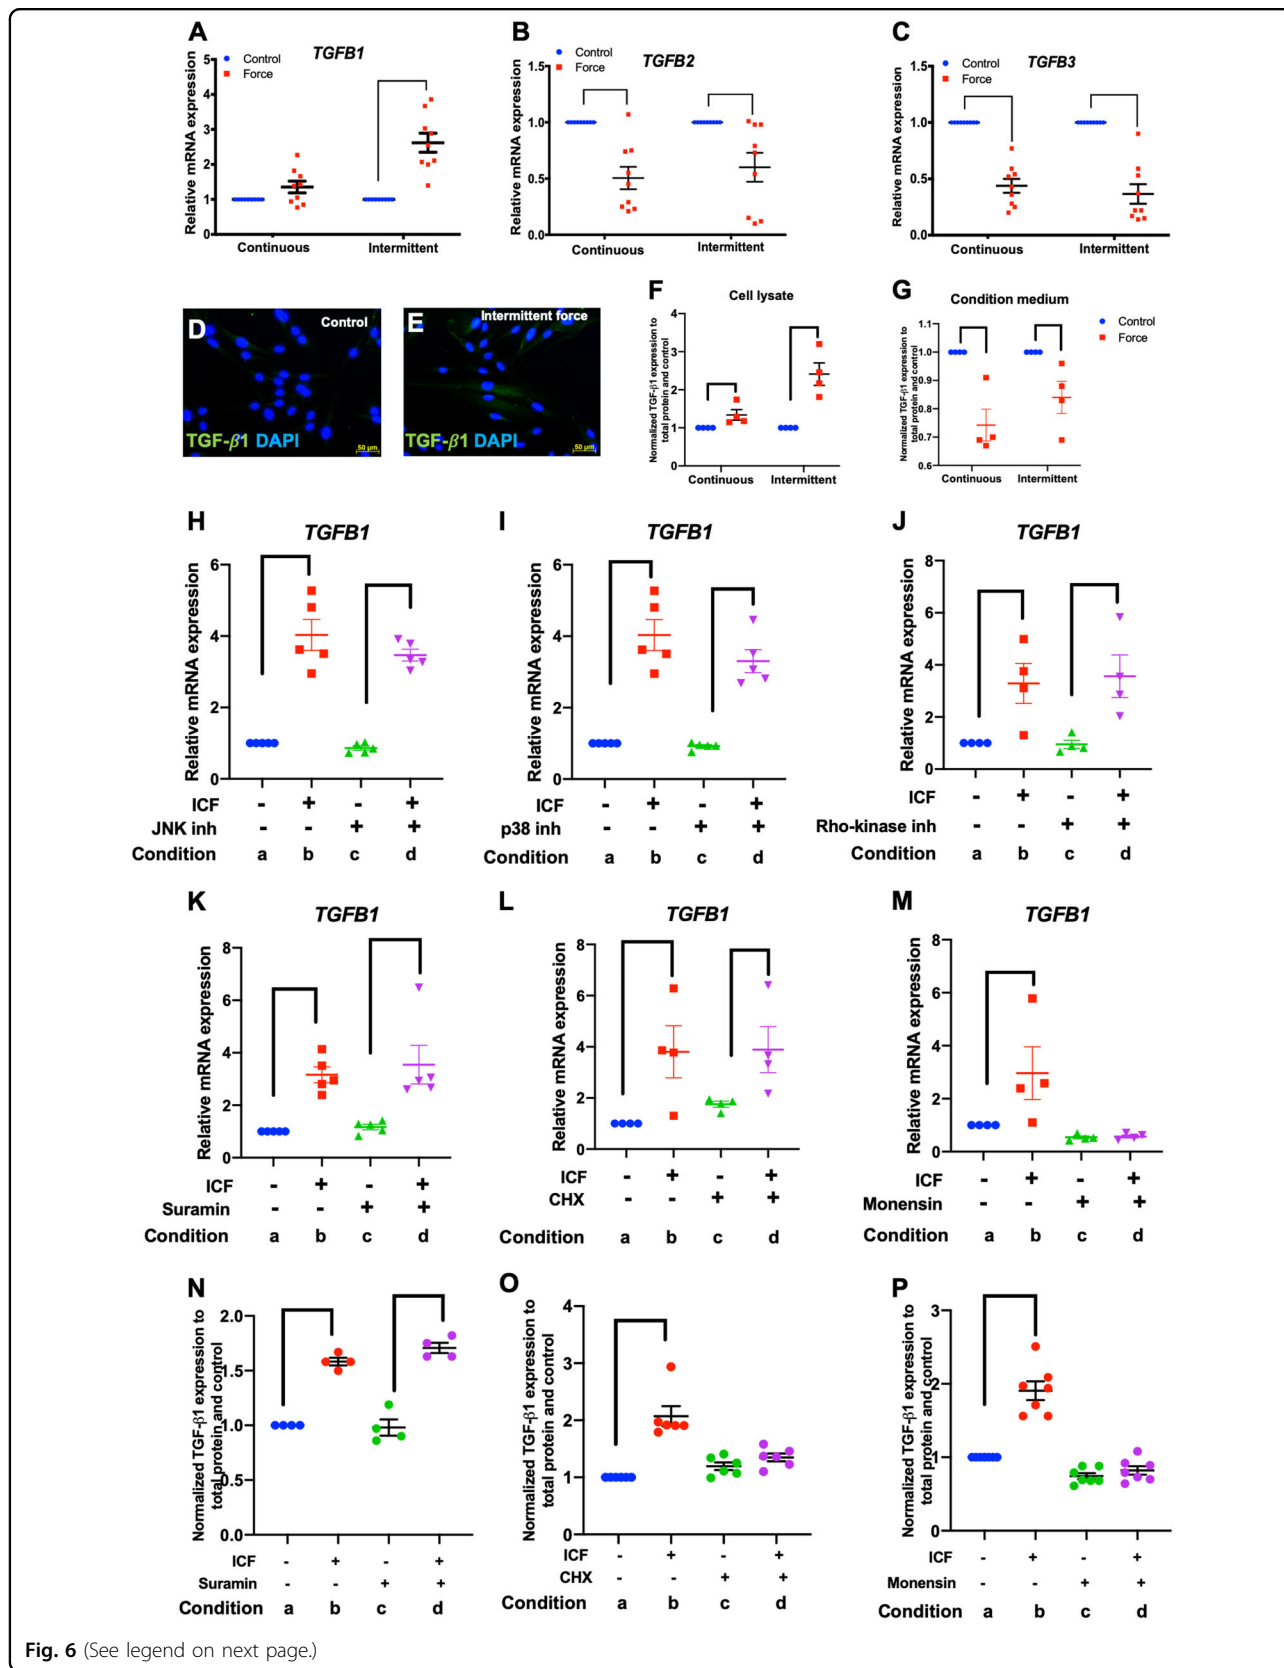 A
TGFB1
Control
Force
Relative mRNA expression
5
4
3
2
1
0
Continuous
Intermittent
B
TGFB2
Control
Force
Relative mRNA expression
1.5
1.0
0.5
0.0
Continuous
Intermittent
C
TGFB3
Control
Force
Relative mRNA expression
1.5
1.0
0.5
0.0
Continuous
Intermittent
D
Control
TGF-β1 DAPI
50 μm
E
Intermittent force
TGF-β1 DAPI
50 μm
F
Cell lysate
Normalized TGF-β1 expression to
total protein and control
4
3
2
1
0
Continuous
Intermittent
G
Condition medium
Control
Force
Normalized TGF-β1 expression to
total protein and control
1.1
1.0
0.9
0.8
0.7
0.6
Continuous
Intermittent
H
TGFB1
Relative mRNA expression
6
4
2
0
ICF - + - +
JNK inh - - + +
Condition a b c d
I
TGFB1
Relative mRNA expression
6
4
2
0
ICF - + - +
p38 inh - - + +
Condition a b c d
J
TGFB1
Relative mRNA expression
8
6
4
2
0
ICF - + - +
Rho-kinase inh - - + +
Condition a b c d
K
TGFB1
Relative mRNA expression
8
6
4
2
0
ICF - + - +
Suramin - - + +
Condition a b c d
L
TGFB1
Relative mRNA expression
8
6
4
2
0
ICF - + - +
CHX - - + +
Condition a b c d
M
TGFB1
Relative mRNA expression
8
6
4
2
0
ICF - + - +
Monensin - - + +
Condition a b c d
N
Normalized TGF-β1 expression to
total protein and control
2.0
1.5
1.0
0.5
0.0
ICF - + - +
Suramin - - + +
Condition a b c d
O
Normalized TGF-β1 expression to
total protein and control
4
3
2
1
0
ICF - + - +
CHX - - + +
Condition a b c d
P
Normalized TGF-β1 expression to
total protein and control
3
2
1
0
ICF - + - +
Monensin - - + +
Condition a b c d
Fig. 6 (See legend on next page.)